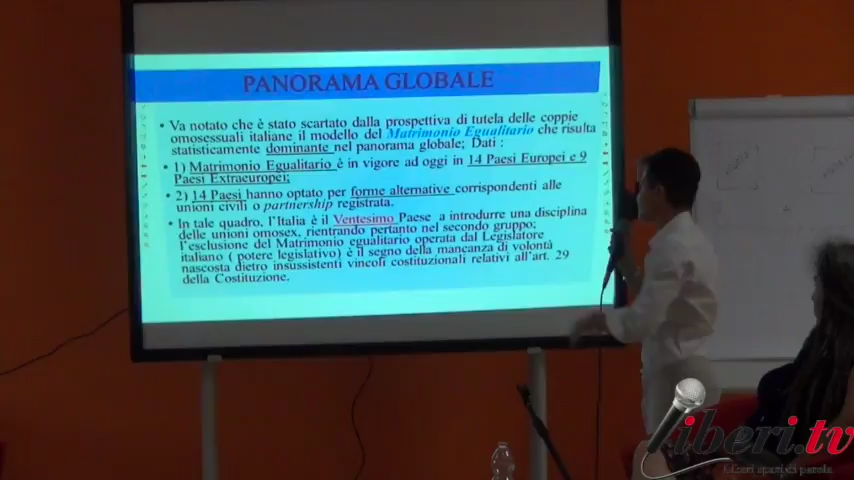 PANORAMA GLOBALE
• Va notato che è stato scartato dalla prospettiva di tutela delle coppie
omosessuali italiane il modello del Matrimonio Egualitario che risulta
statisticamente dominante nel panorama globale; Dati :
• 1) Matrimonio Egualitario è in vigore ad oggi in 14 Paesi Europei e 9
Paesi Extraeuropei;
• 2) 14 Paesi hanno optato per forme alternative corrispondenti alle
unioni civili o partnership registrata.
• In tale quadro, l'Italia è il Ventesimo Paese a introdurre una disciplina
delle unioni omosex, rientrando pertanto nel secondo gruppo;
l'esclusione del Matrimonio egualitario operata dal Legislatore
italiano ( potere legislativo) è il segno della mancanza di volontà
nascosta dietro insussistenti vincoli costituzionali relativi all'art. 29
della Costituzione.
liberi.tv
Liberi spazi di parola